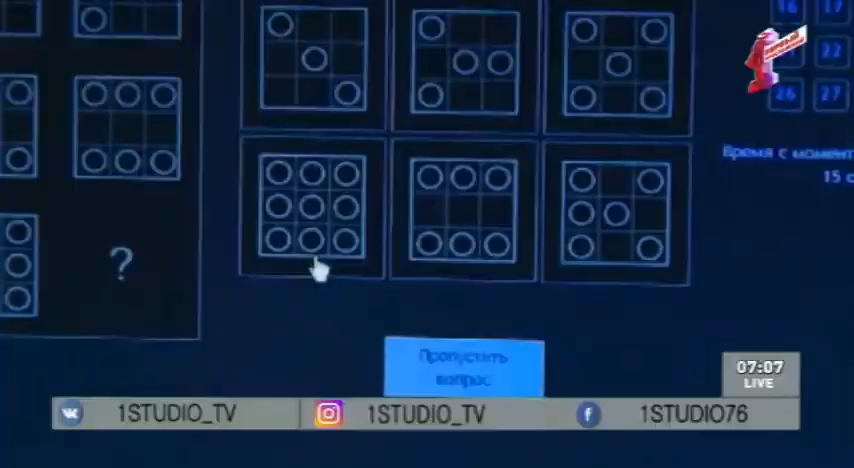 16 17
22
26 27
Время с момент
15 с
?
Пропустить
вопрос
07:07
LIVE
1STUDIO_TV 1STUDIO_TV 1STUDIO76